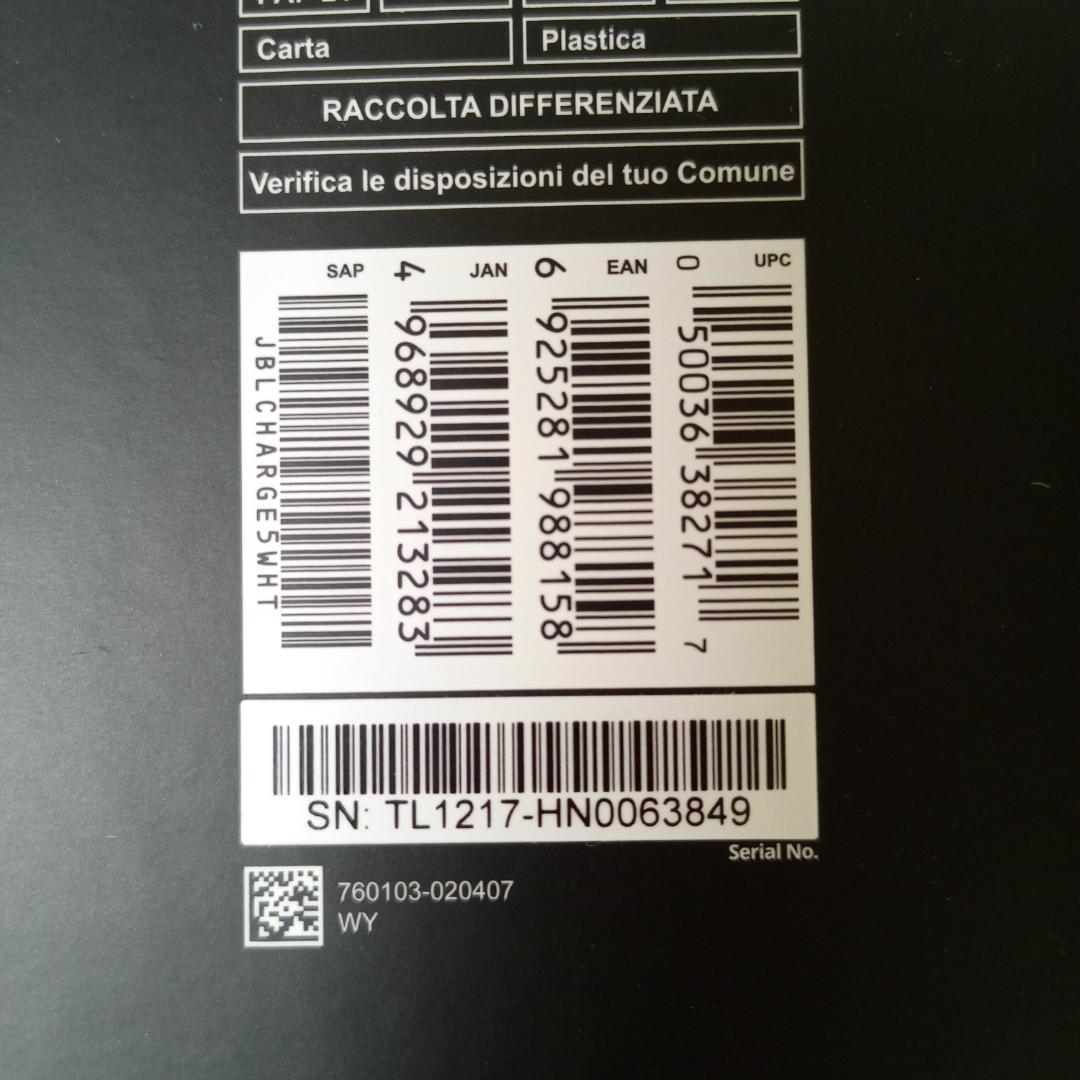 Carta
Plastica
RACCOLTA DIFFERENZIATA
Verifica le disposizioni del tuo Comune
SAP
JBLCHARGE5WHT
JAN
4 968929 213283
EAN
6 925281 988158
UPC
0 50036 38271 7
SN: TL1217-HN0063849
Serial No.
760103-020407
WY